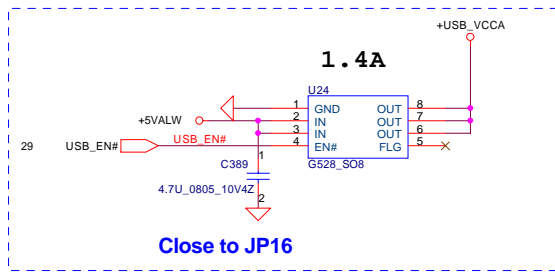 +USB_VCCA
1.4A
U24
1 GND OUT 8
+5VALW 2 IN OUT 7
3 IN OUT 6
29 USB_EN# USB_EN# 4 EN# FLG 5
C389 1 G528_SO8
4.7U_0805_10V4Z
2
Close to JP16